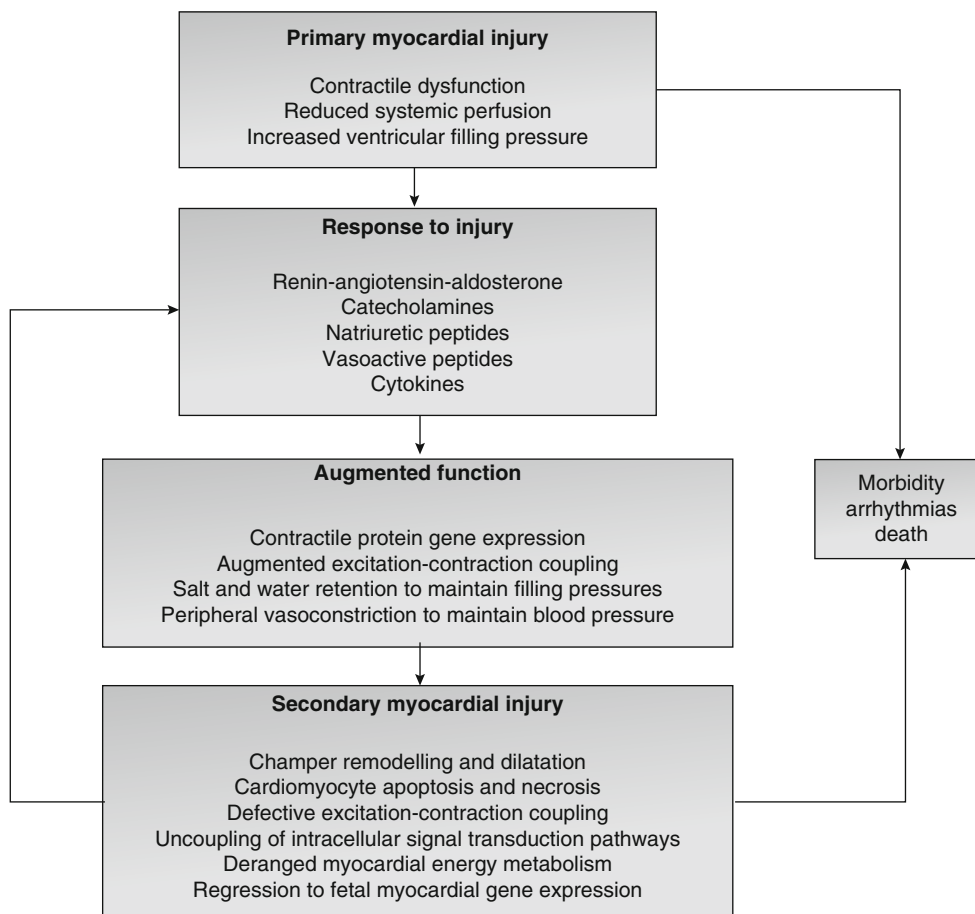 Primary myocardial injury
Contractile dysfunction
Reduced systemic perfusion
Increased ventricular filling pressure
Response to injury
Renin-angiotensin-aldosterone
Catecholamines
Natriuretic peptides
Vasoactive peptides
Cytokines
Augmented function
Contractile protein gene expression
Augmented excitation-contraction coupling
Salt and water retention to maintain filling pressures
Peripheral vasoconstriction to maintain blood pressure
Secondary myocardial injury
Champer remodelling and dilatation
Cardiomyocyte apoptosis and necrosis
Defective excitation-contraction coupling
Uncoupling of intracellular signal transduction pathways
Deranged myocardial energy metabolism
Regression to fetal myocardial gene expression
Morbidity
arrhythmias
death